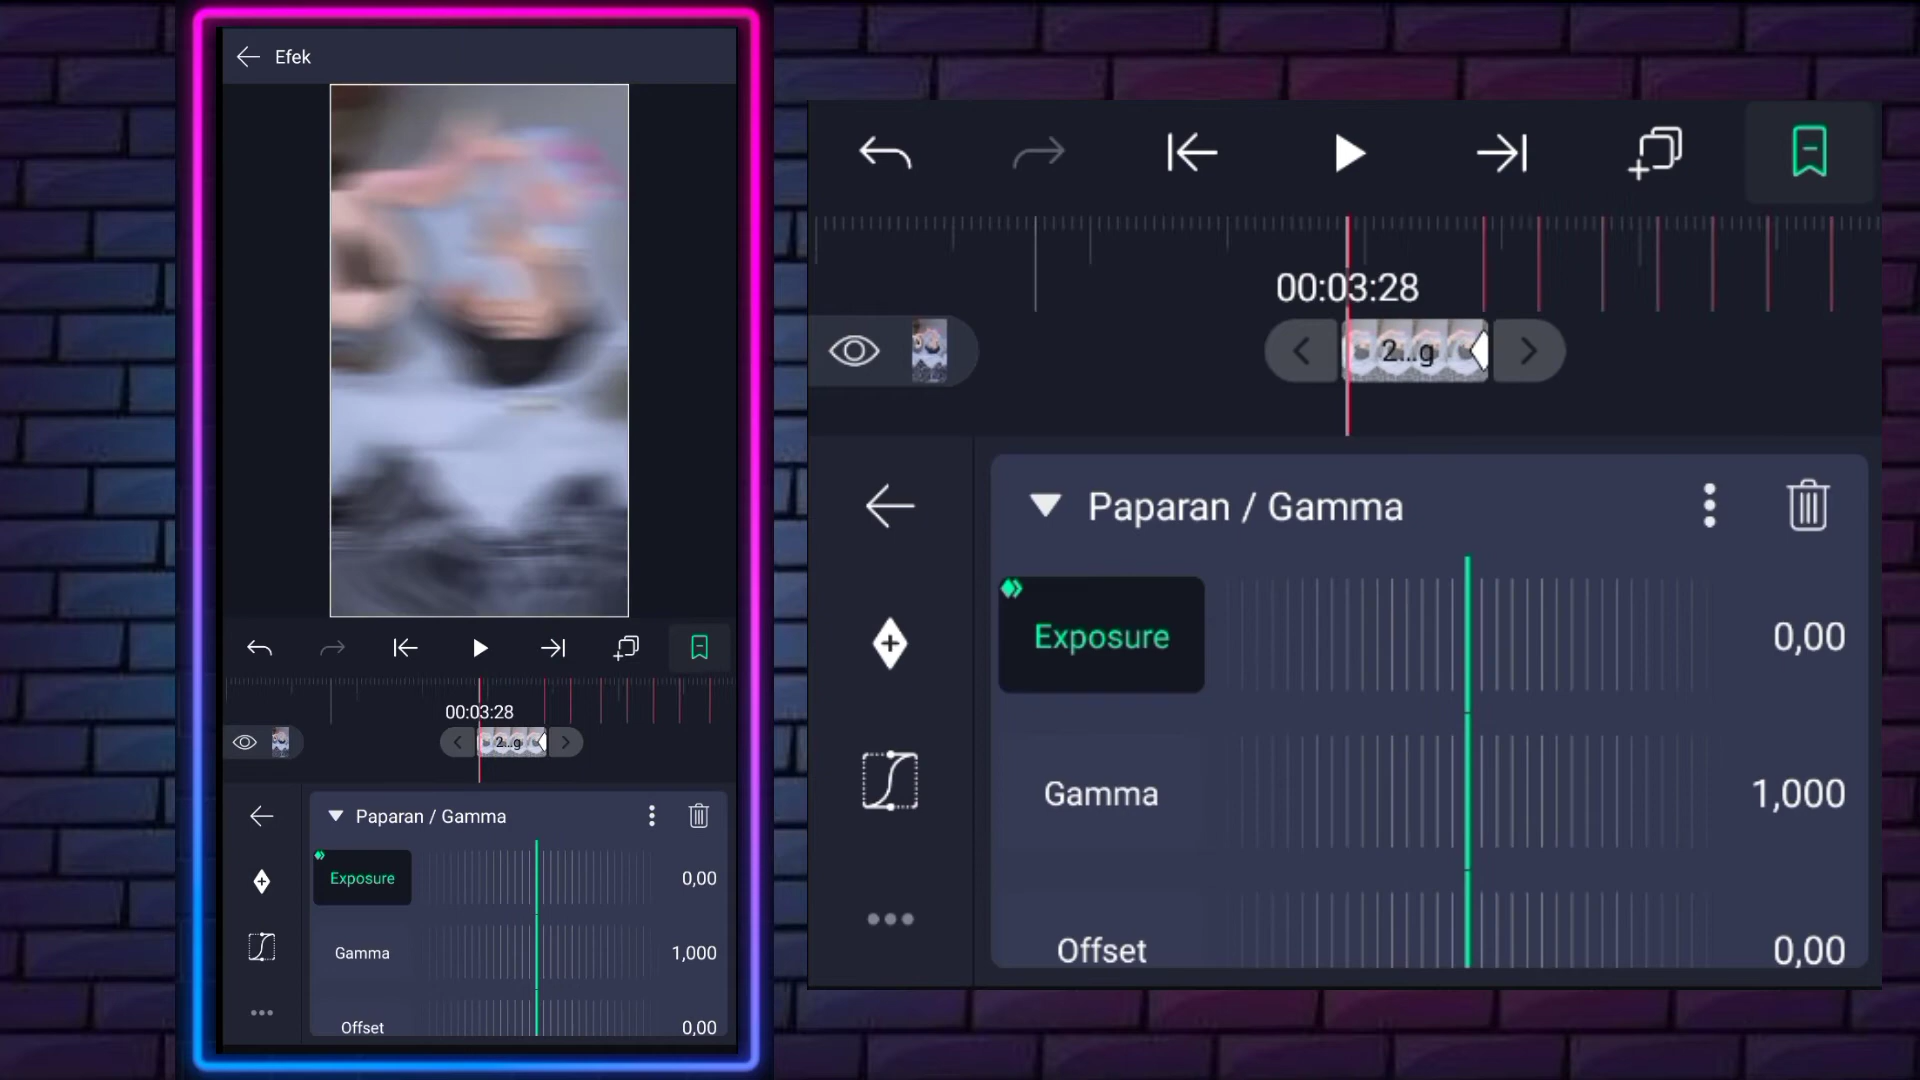 Efek
00:03:28
2...g
Paparan / Gamma
Exposure 0,00
Gamma 1,000
Offset 0,00
00:03:28
2...g
Paparan / Gamma
Exposure 0,00
Gamma 1,000
Offset 0,00